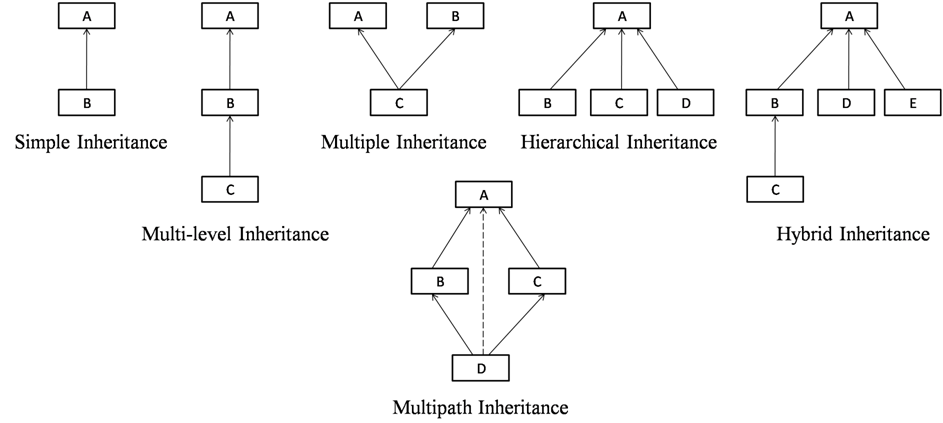 A
A
A
B
A
A
B
B
C
B
C
D
B
D
E
Simple Inheritance
Multiple Inheritance
Hierarchical Inheritance
C
C
Multi-level Inheritance
Hybrid Inheritance
A
B
C
D
Multipath Inheritance